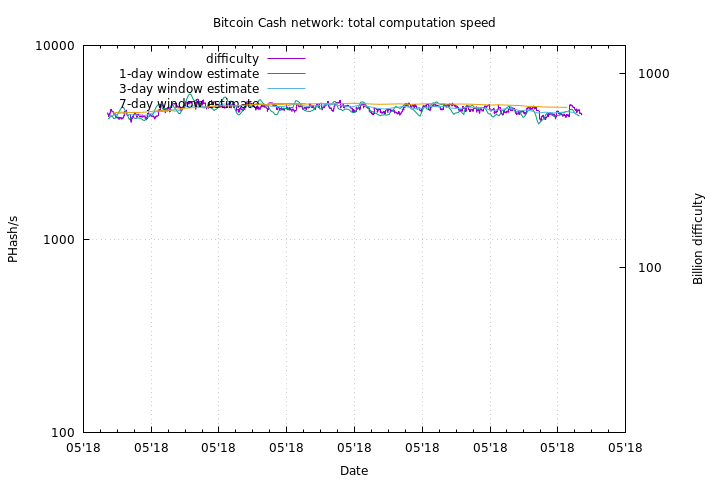 Bitcoin Cash network: total computation speed
10000
difficulty
1-day window estimate
3-day window estimate
7-day window estimate
1000
1000
100
100
PHash/s
Billion difficulty
05'18 05'18 05'18 05'18 05'18 05'18 05'18 05'18 05'18
Date